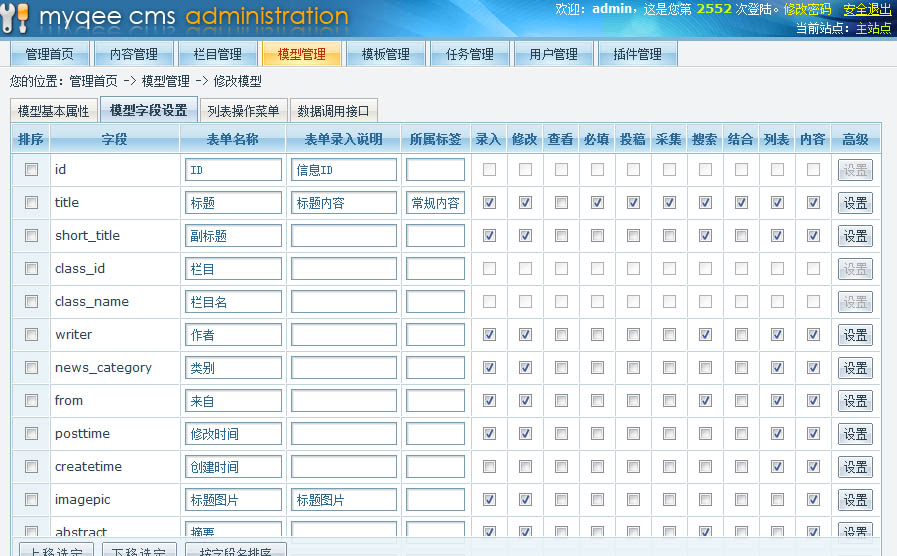 myqee cms administration
欢迎: admin, 这是您第 2552 次登陆。修改密码 安全退出
当前站点: 主站点
管理首页 内容管理 栏目管理 模型管理 模板管理 任务管理 用户管理 插件管理
您的位置: 管理首页 -> 模型管理 -> 修改模型
模型基本属性 模型字段设置 列表操作菜单 数据调用接口
排序 字段 表单名称 表单录入说明 所属标签 录入 修改 查看 必填 投稿 采集 搜索 结合 列表 内容 高级
id ID 信息ID 设置
title 标题 标题内容 常规内容 设置
short_title 副标题 设置
class_id 栏目 设置
class_name 栏目名 设置
writer 作者 设置
news_category 类别 设置
from 来自 设置
posttime 修改时间 设置
createtime 创建时间 设置
imagepic 标题图片 标题图片 设置
abstract 摘要 设置
上移选定 下移选定 按字段名排序